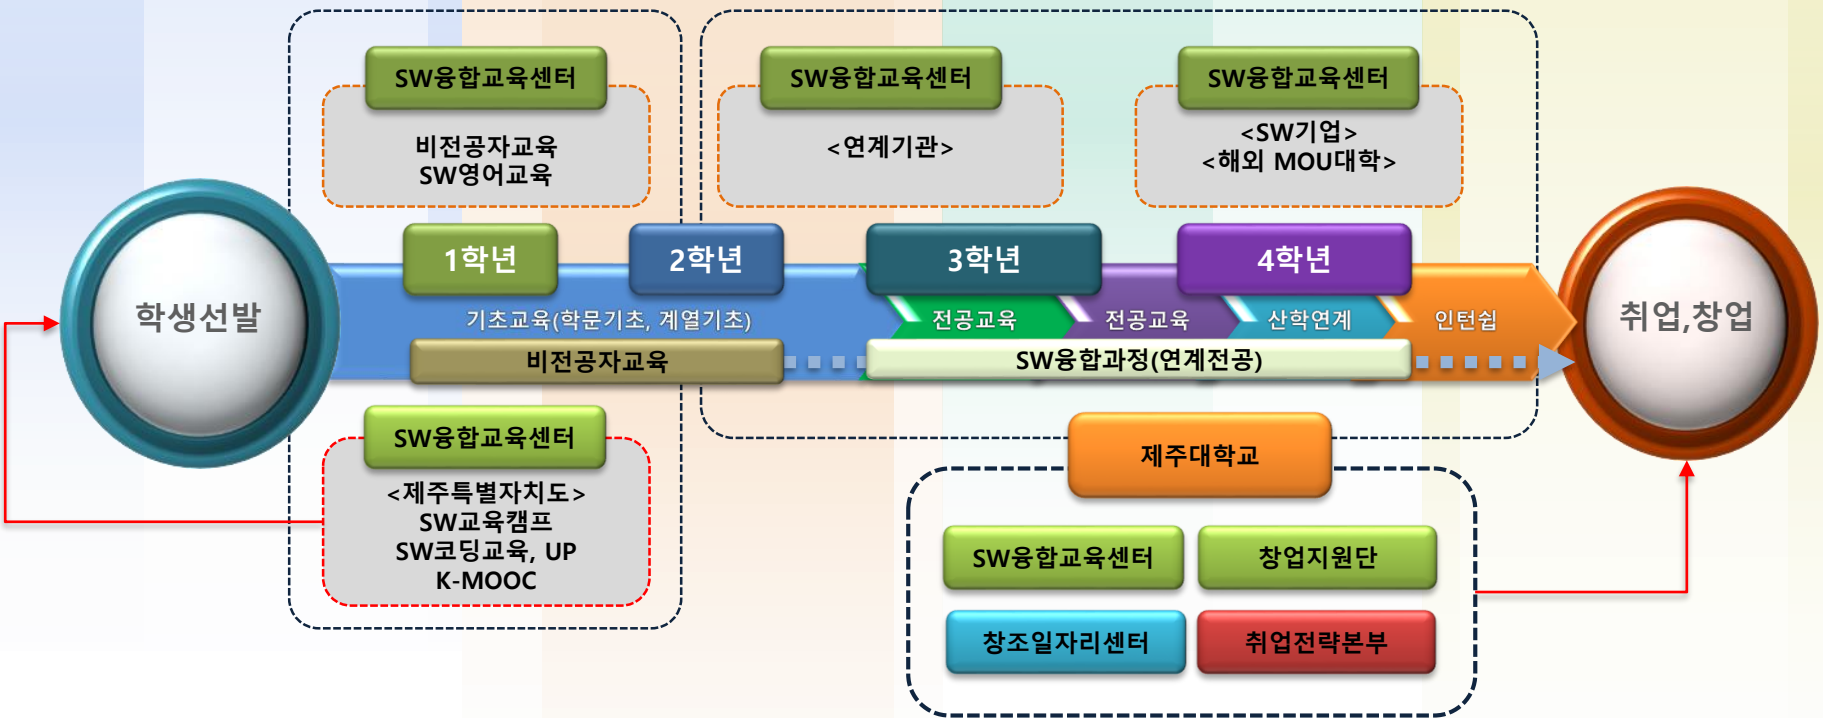 SW융합교육센터
비전공자교육
SW영어교육
SW융합교육센터
<연계기관>
SW융합교육센터
<SW기업>
<해외 MOU대학>
학생선발
1학년
2학년
3학년
4학년
기초교육(학문기초, 계열기초)
전공교육
전공교육
산학연계
인턴쉽
비전공자교육
SW융합과정(연계전공)
취업,창업
SW융합교육센터
<제주특별자치도>
SW교육캠프
SW코딩교육, UP
K-MOOC
제주대학교
SW융합교육센터
창업지원단
창조일자리센터
취업전략본부